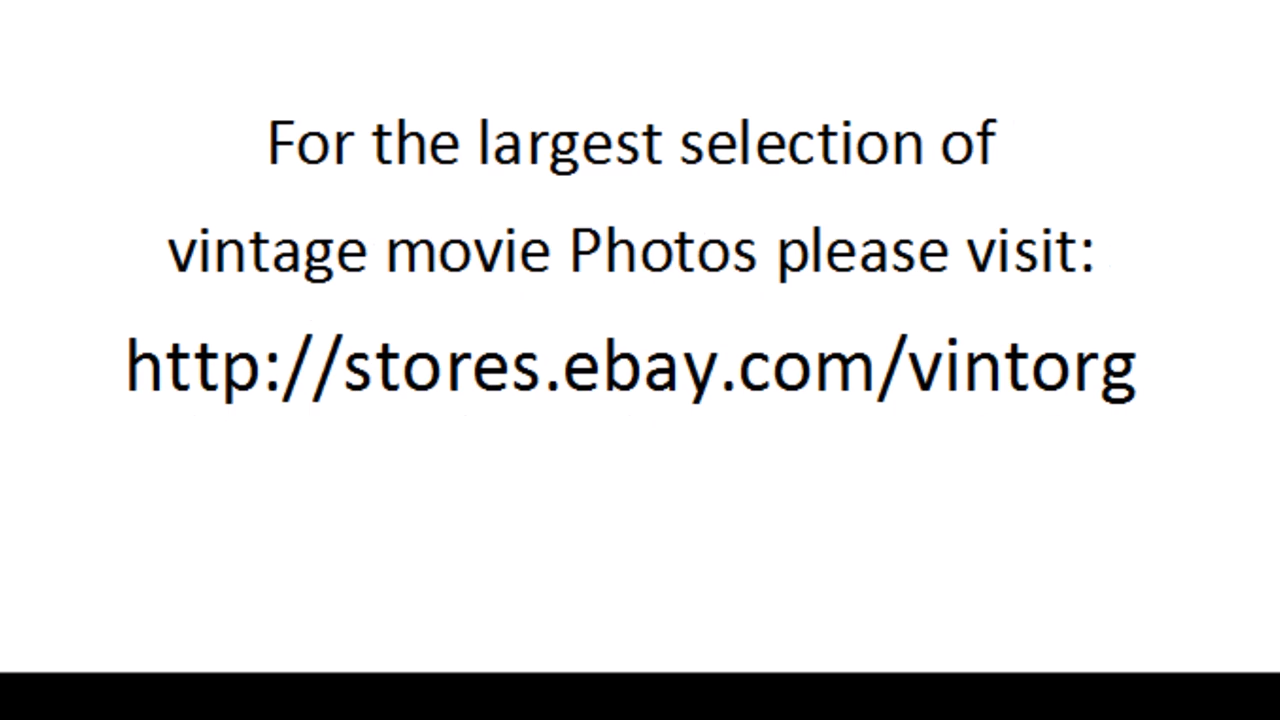 For the largest selection of
vintage movie Photos please visit:
http://stores.ebay.com/vintorg